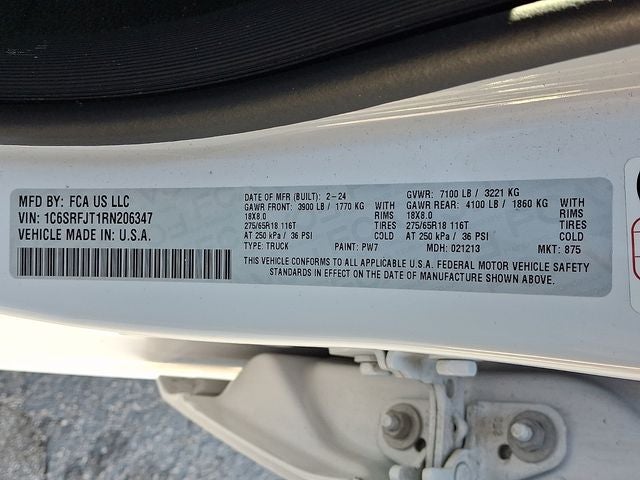 MFD BY: FCA US LLC
VIN: 1C6SRFJT1RN206347
VEHICLE MADE IN: U.S.A.
DATE OF MFR (BUILT): 2-24
GAWR FRONT: 3900 LB / 1770 KG WITH
18X8.0 RIMS
275/65R18 116T TIRES
AT 250 kPa / 36 PSI COLD
TYPE: TRUCK PAINT: PW7
GVWR: 7100 LB / 3221 KG
GAWR REAR: 4100 LB / 1860 KG WITH
18X8.0 RIMS
275/65R18 116T TIRES
AT 250 kPa / 36 PSI COLD
MDH: 021213 MKT: 875
THIS VEHICLE CONFORMS TO ALL APPLICABLE U.S.A. FEDERAL MOTOR VEHICLE SAFETY
STANDARDS IN EFFECT ON THE DATE OF MANUFACTURE SHOWN ABOVE.